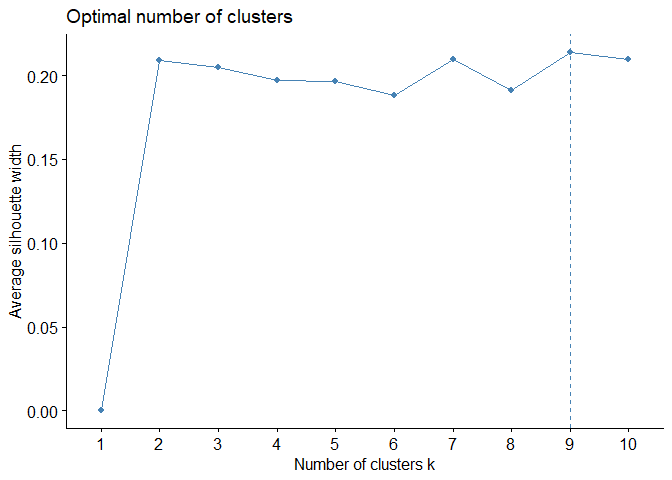 Optimal number of clusters
Average silhouette width
0.20
0.15
0.10
0.05
0.00
1 2 3 4 5 6 7 8 9 10
Number of clusters k